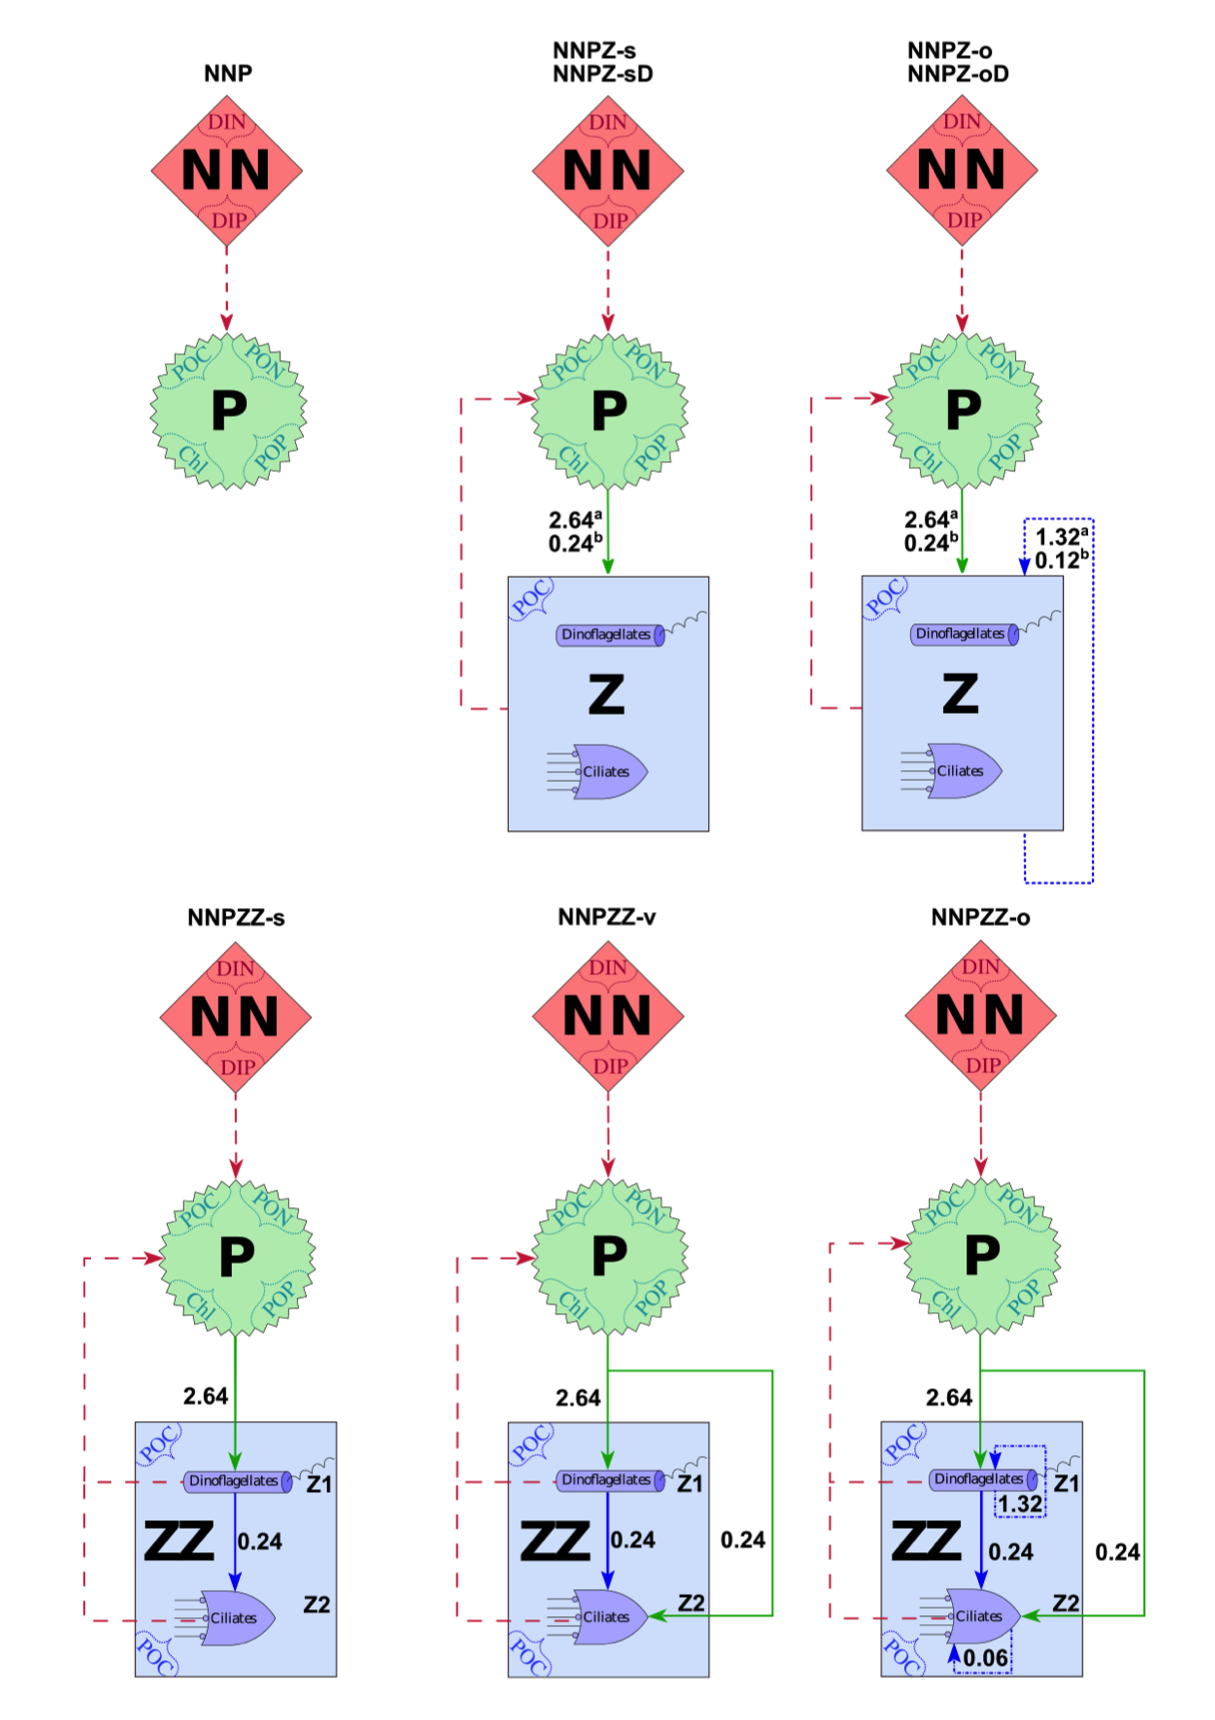 NNP
DIN
NN
DIP
POC
PON
P
Chl
POP
NNPZ-s
NNPZ-sD
DIN
NN
DIP
POC
PON
P
Chl
POP
2.64a
0.24b
POC
Dinoflagellates
Z
Ciliates
NNPZ-o
NNPZ-oD
DIN
NN
DIP
POC
PON
P
Chl
POP
2.64a
0.24b
1.32a
0.12b
POC
Dinoflagellates
Z
Ciliates
NNPZZ-s
DIN
NN
DIP
POC
PON
P
Chl
POP
2.64
POC
Dinoflagellates
Z1
ZZ
0.24
Z2
Ciliates
POC
NNPZZ-v
DIN
NN
DIP
POC
PON
P
Chl
POP
2.64
POC
Dinoflagellates
Z1
ZZ
0.24
0.24
Z2
Ciliates
POC
NNPZZ-o
DIN
NN
DIP
POC
PON
P
Chl
POP
2.64
POC
Dinoflagellates
Z1
1.32
ZZ
0.24
0.24
Z2
Ciliates
POC
0.06